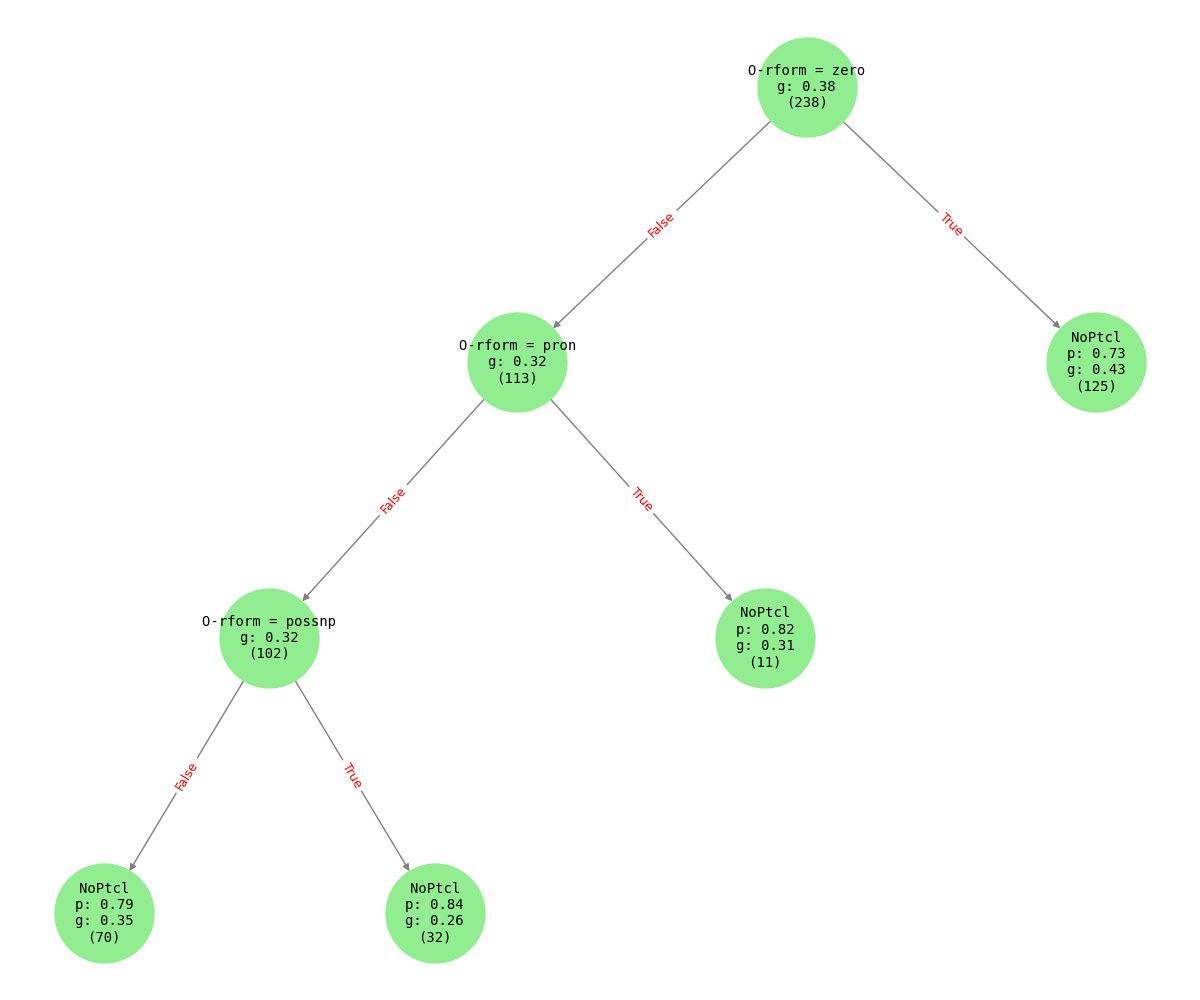 O-rform = zero
g: 0.38
(238)
False
True
O-rform = pron
g: 0.32
(113)
NoPtcl
p: 0.73
g: 0.43
(125)
False
True
O-rform = possnp
g: 0.32
(102)
NoPtcl
p: 0.82
g: 0.31
(11)
False
True
NoPtcl
p: 0.79
g: 0.35
(70)
NoPtcl
p: 0.84
g: 0.26
(32)